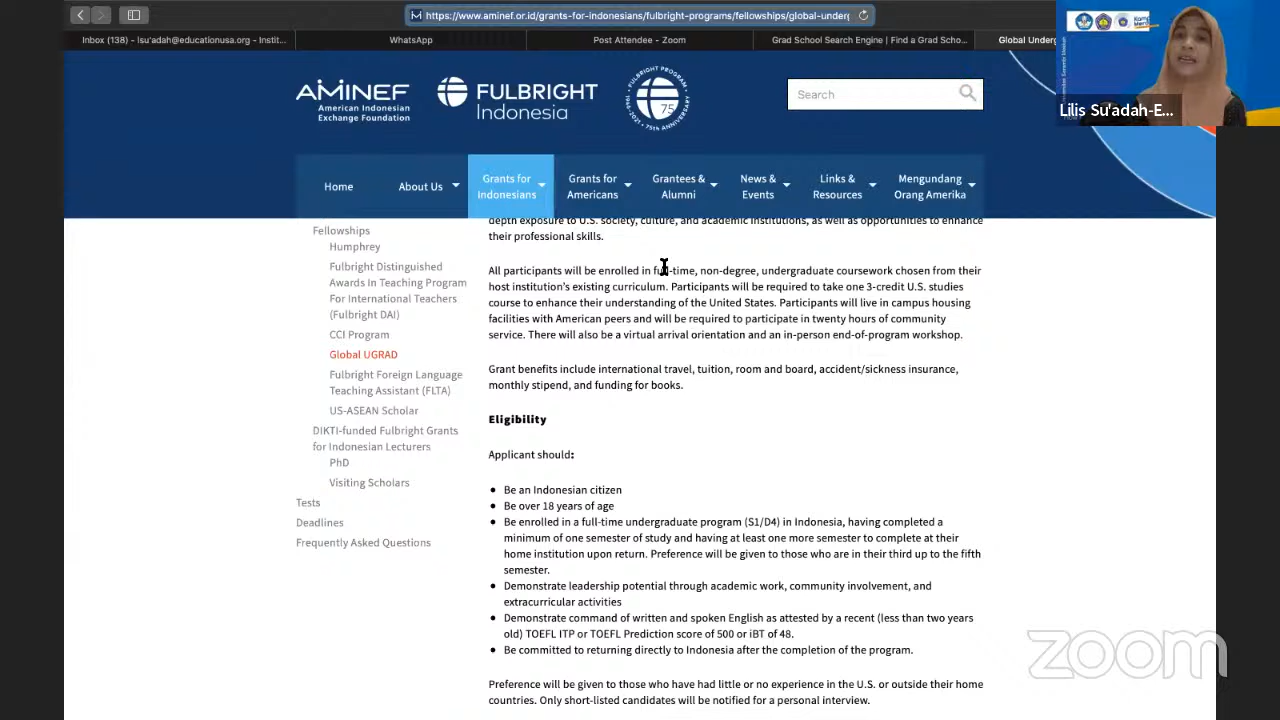 https://www.aminef.or.id/grants-for-indonesians/fulbright-programs/fellowships/global-underg
Inbox (138) - lsu'adah@educationusa.org - Instit...
WhatsApp
Post Attendee - Zoom
Grad School Search Engine | Find a Grad Scho...
Global Underg
Lilis Su'adah-E...
AMINEF
American Indonesian
Exchange Foundation
FULBRIGHT
Indonesia
FULBRIGHT PROGRAM
75
1946-2021 • 75th ANNIVERSARY
Search
Home
About Us
Grants for
Indonesians
Grants for
Americans
Grantees &
Alumni
News &
Events
Links &
Resources
Mengundang
Orang Amerika
Fellowships
Humphrey
Fulbright Distinguished
Awards In Teaching Program
For International Teachers
(Fulbright DAI)
CCI Program
Global UGRAD
Fulbright Foreign Language
Teaching Assistant (FLTA)
US-ASEAN Scholar
DIKTI-funded Fulbright Grants
for Indonesian Lecturers
PhD
Visiting Scholars
Tests
Deadlines
Frequently Asked Questions
depth exposure to U.S. society, culture, and academic institutions, as well as opportunities to enhance
their professional skills.
All participants will be enrolled in full-time, non-degree, undergraduate coursework chosen from their
host institution's existing curriculum. Participants will be required to take one 3-credit U.S. studies
course to enhance their understanding of the United States. Participants will live in campus housing
facilities with American peers and will be required to participate in twenty hours of community
service. There will also be a virtual arrival orientation and an in-person end-of-program workshop.
Grant benefits include international travel, tuition, room and board, accident/sickness insurance,
monthly stipend, and funding for books.
Eligibility
Applicant should:
• Be an Indonesian citizen
• Be over 18 years of age
• Be enrolled in a full-time undergraduate program (S1/D4) in Indonesia, having completed a
minimum of one semester of study and having at least one more semester to complete at their
home institution upon return. Preference will be given to those who are in their third up to the fifth
semester.
• Demonstrate leadership potential through academic work, community involvement, and
extracurricular activities
• Demonstrate command of written and spoken English as attested by a recent (less than two years
old) TOEFL ITP or TOEFL Prediction score of 500 or iBT of 48.
• Be committed to returning directly to Indonesia after the completion of the program.
Preference will be given to those who have had little or no experience in the U.S. or outside their home
countries. Only short-listed candidates will be notified for a personal interview.
zoom